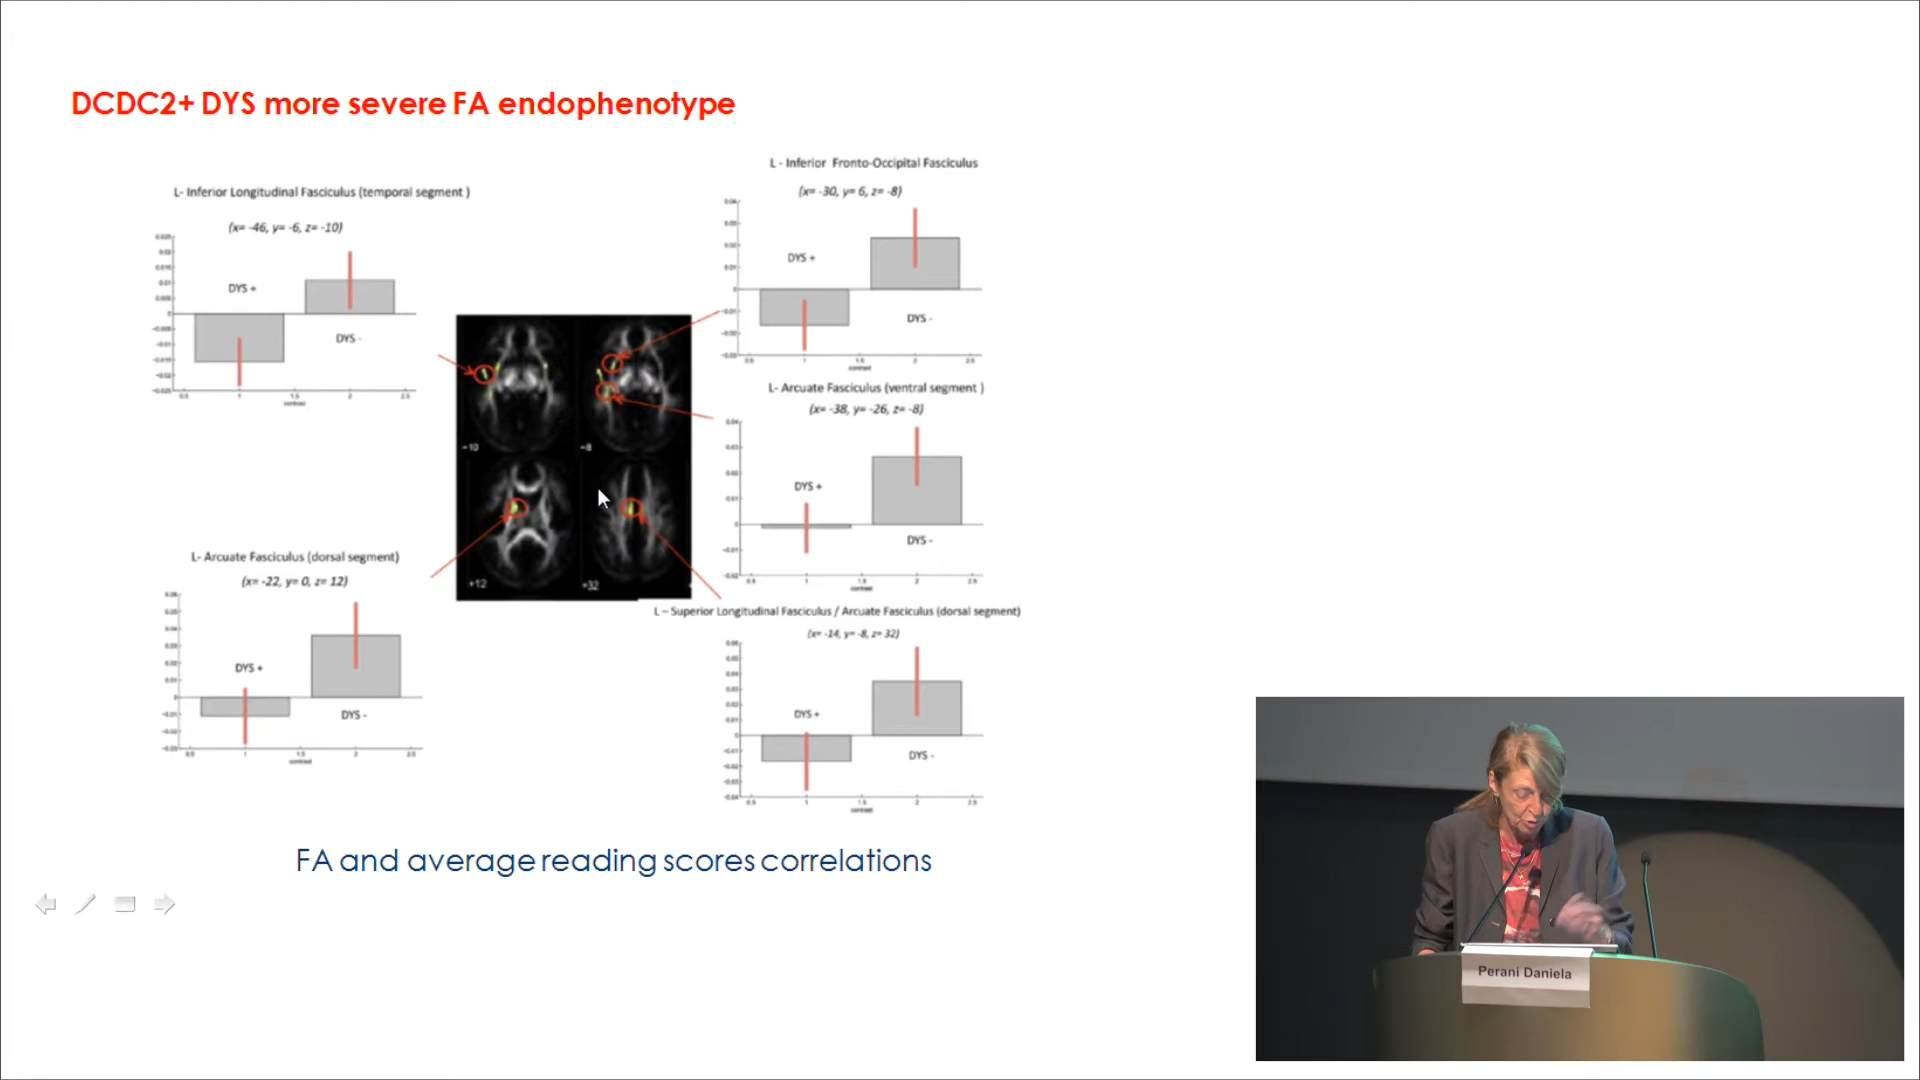 DCDC2+ DYS more severe FA endophenotype
L- Inferior Longitudinal Fasciculus (temporal segment )
(x= -46, y= -6, z= -10)
DYS +
DYS -
L - Inferior Fronto-Occipital Fasciculus
(x= -30, y= 6, z= -8)
DYS +
DYS -
-10
-8
+12
+32
L- Arcuate Fasciculus (ventral segment )
(x= -38, y= -26, z= -8)
DYS +
DYS -
L- Arcuate Fasciculus (dorsal segment)
(x= -22, y= 0, z= 12)
DYS +
DYS -
L – Superior Longitudinal Fasciculus / Arcuate Fasciculus (dorsal segment)
(x= -14, y= -8, z= 32)
DYS +
DYS -
FA and average reading scores correlations
Perani Daniela